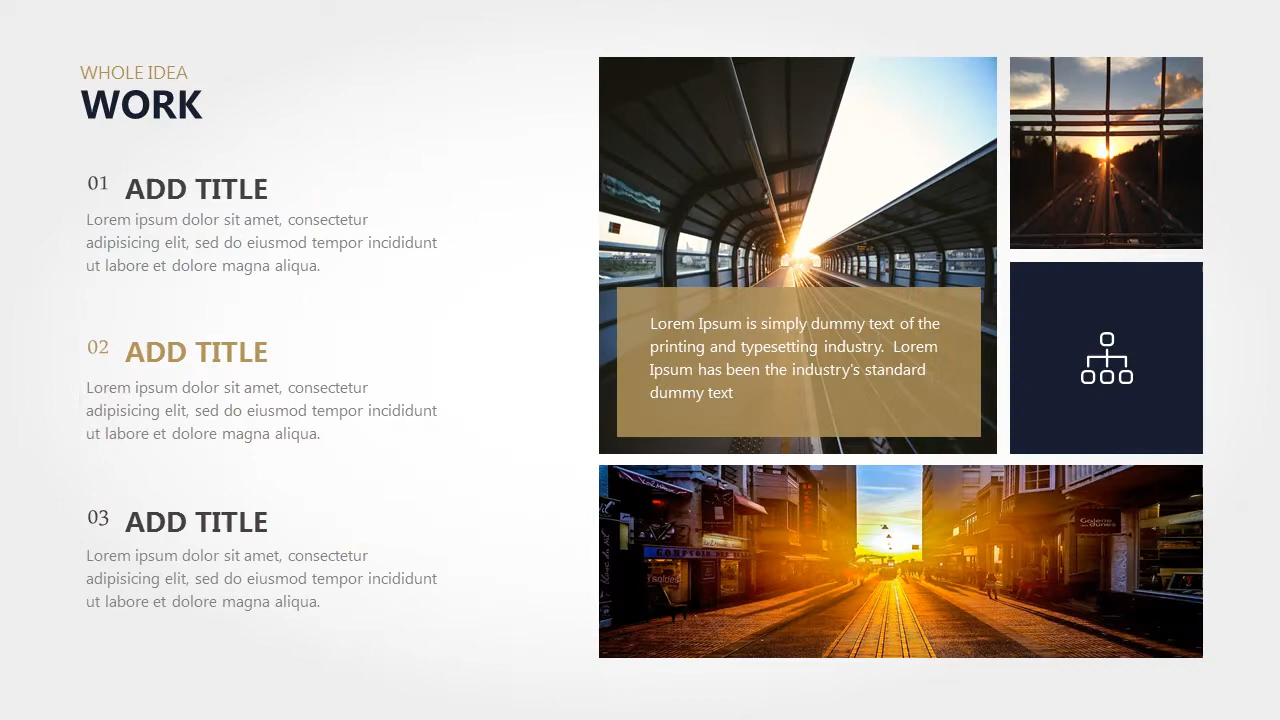 WHOLE IDEA
WORK
01 ADD TITLE
Lorem ipsum dolor sit amet, consectetur
adipisicing elit, sed do eiusmod tempor incididunt
ut labore et dolore magna aliqua.
02 ADD TITLE
Lorem ipsum dolor sit amet, consectetur
adipisicing elit, sed do eiusmod tempor incididunt
ut labore et dolore magna aliqua.
03 ADD TITLE
Lorem ipsum dolor sit amet, consectetur
adipisicing elit, sed do eiusmod tempor incididunt
ut labore et dolore magna aliqua.
Lorem Ipsum is simply dummy text of the
printing and typesetting industry. Lorem
Ipsum has been the industry's standard
dummy text
Galerie
des dunes
soldes